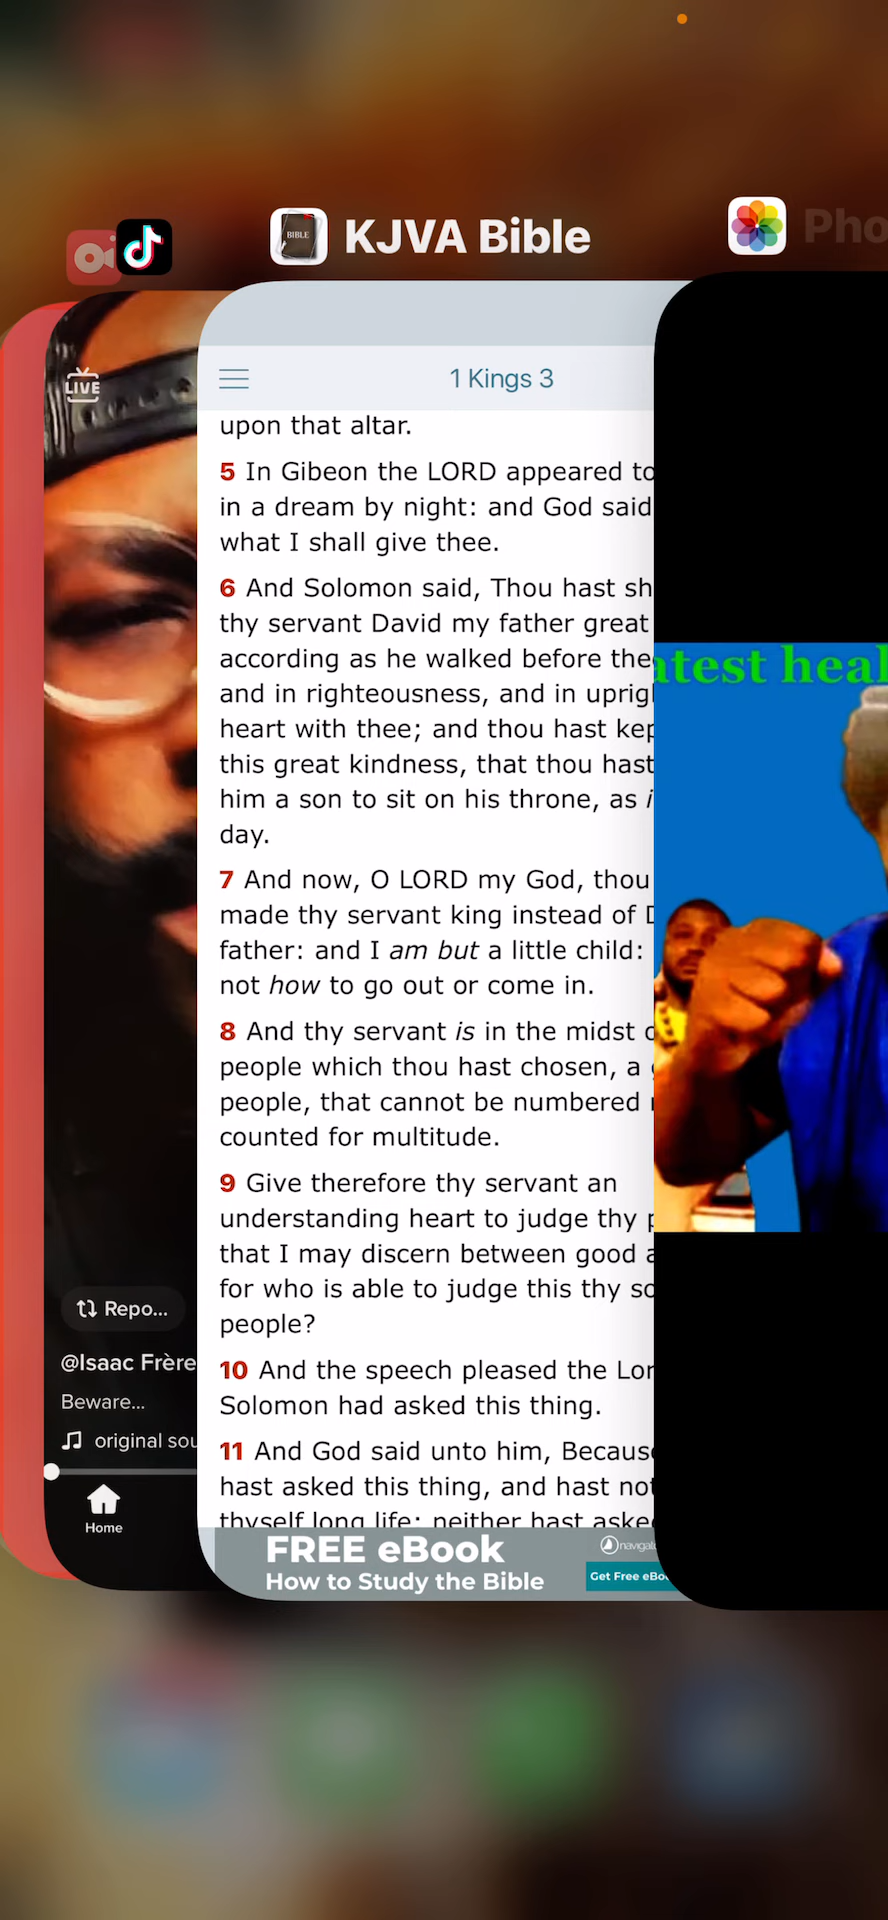 BIBLE
KJVA Bible
Pho
LIVE
1 Kings 3
upon that altar.
5 In Gibeon the LORD appeared to
in a dream by night: and God said
what I shall give thee.
6 And Solomon said, Thou hast sh
thy servant David my father great
according as he walked before the
and in righteousness, and in uprig
heart with thee; and thou hast kep
this great kindness, that thou hast
him a son to sit on his throne, as i
day.
7 And now, O LORD my God, thou
made thy servant king instead of D
father: and I am but a little child:
not how to go out or come in.
8 And thy servant is in the midst o
people which thou hast chosen, a g
people, that cannot be numbered n
counted for multitude.
9 Give therefore thy servant an
understanding heart to judge thy p
that I may discern between good a
for who is able to judge this thy so
people?
10 And the speech pleased the Lor
Solomon had asked this thing.
11 And God said unto him, Because
hast asked this thing, and hast not
thyself long life; neither hast asked
atest heal
Repo...
@Isaac Frère
Beware...
original sou
Home
FREE eBook
How to Study the Bible
navigat
Get Free eBo